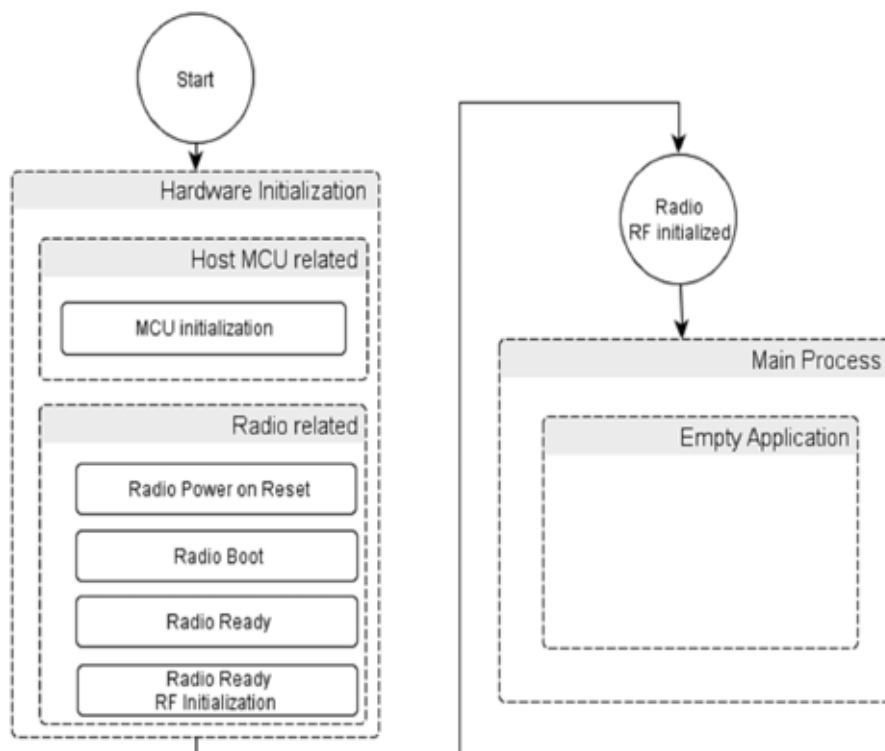 Start
Hardware Initialization
Host MCU related
MCU initialization
Radio related
Radio Power on Reset
Radio Boot
Radio Ready
Radio Ready
RF Initialization
Radio
RF initialized
Main Process
Empty Application